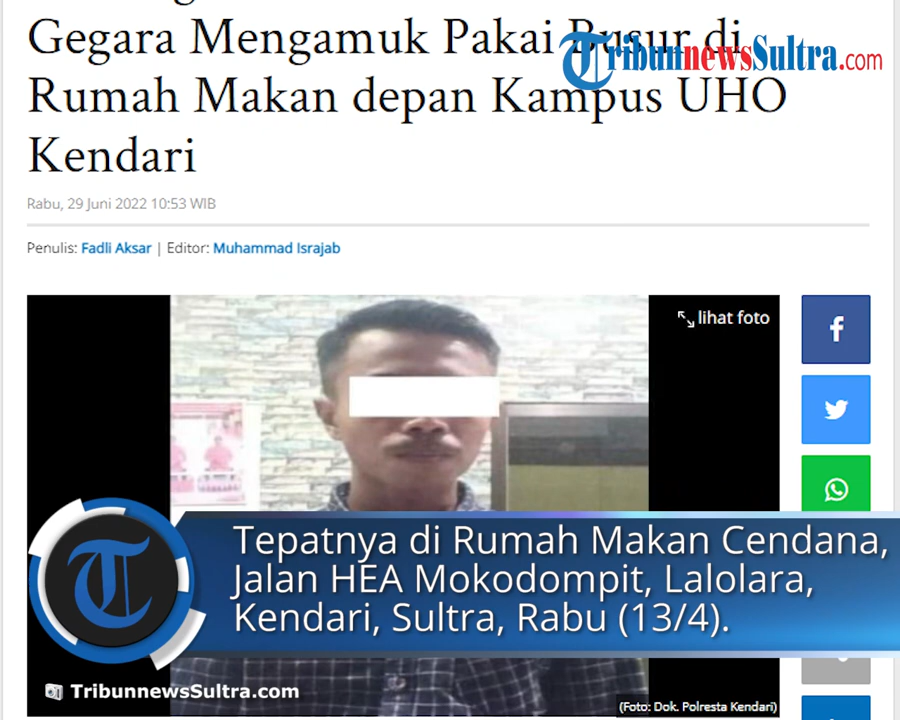 Gegara Mengamuk Pakai Busur di
TribunnewsSultra.com
Rumah Makan depan Kampus UHO
Kendari
Rabu, 29 Juni 2022 10:53 WIB
Penulis: Fadli Aksar | Editor: Muhammad Israjab
lihat foto
Tepatnya di Rumah Makan Cendana,
Jalan HEA Mokodompit, Lalolara,
Kendari, Sultra, Rabu (13/4).
TribunnewsSultra.com
(Foto: Dok. Polresta Kendari)